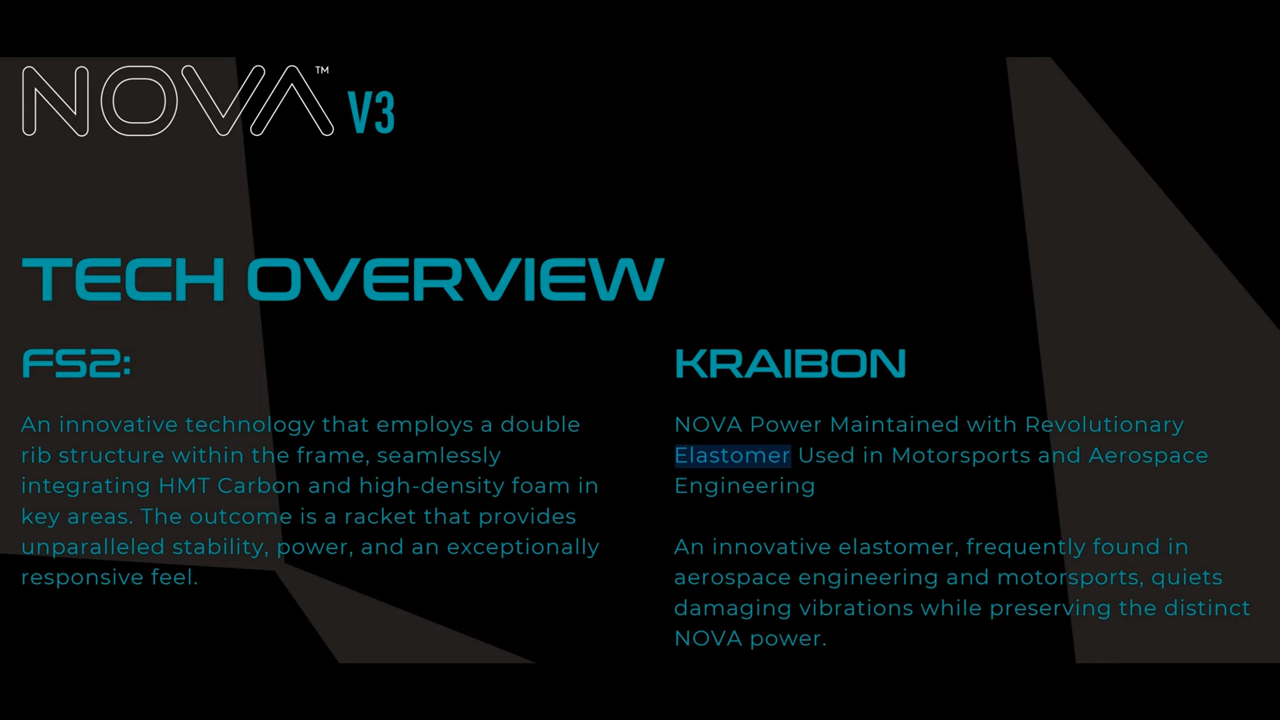 NOVA™ V3
TECH OVERVIEW
FS2:
An innovative technology that employs a double
rib structure within the frame, seamlessly
integrating HMT Carbon and high-density foam in
key areas. The outcome is a racket that provides
unparalleled stability, power, and an exceptionally
responsive feel.
KRAIBON
NOVA Power Maintained with Revolutionary
Elastomer Used in Motorsports and Aerospace
Engineering
An innovative elastomer, frequently found in
aerospace engineering and motorsports, quiets
damaging vibrations while preserving the distinct
NOVA power.